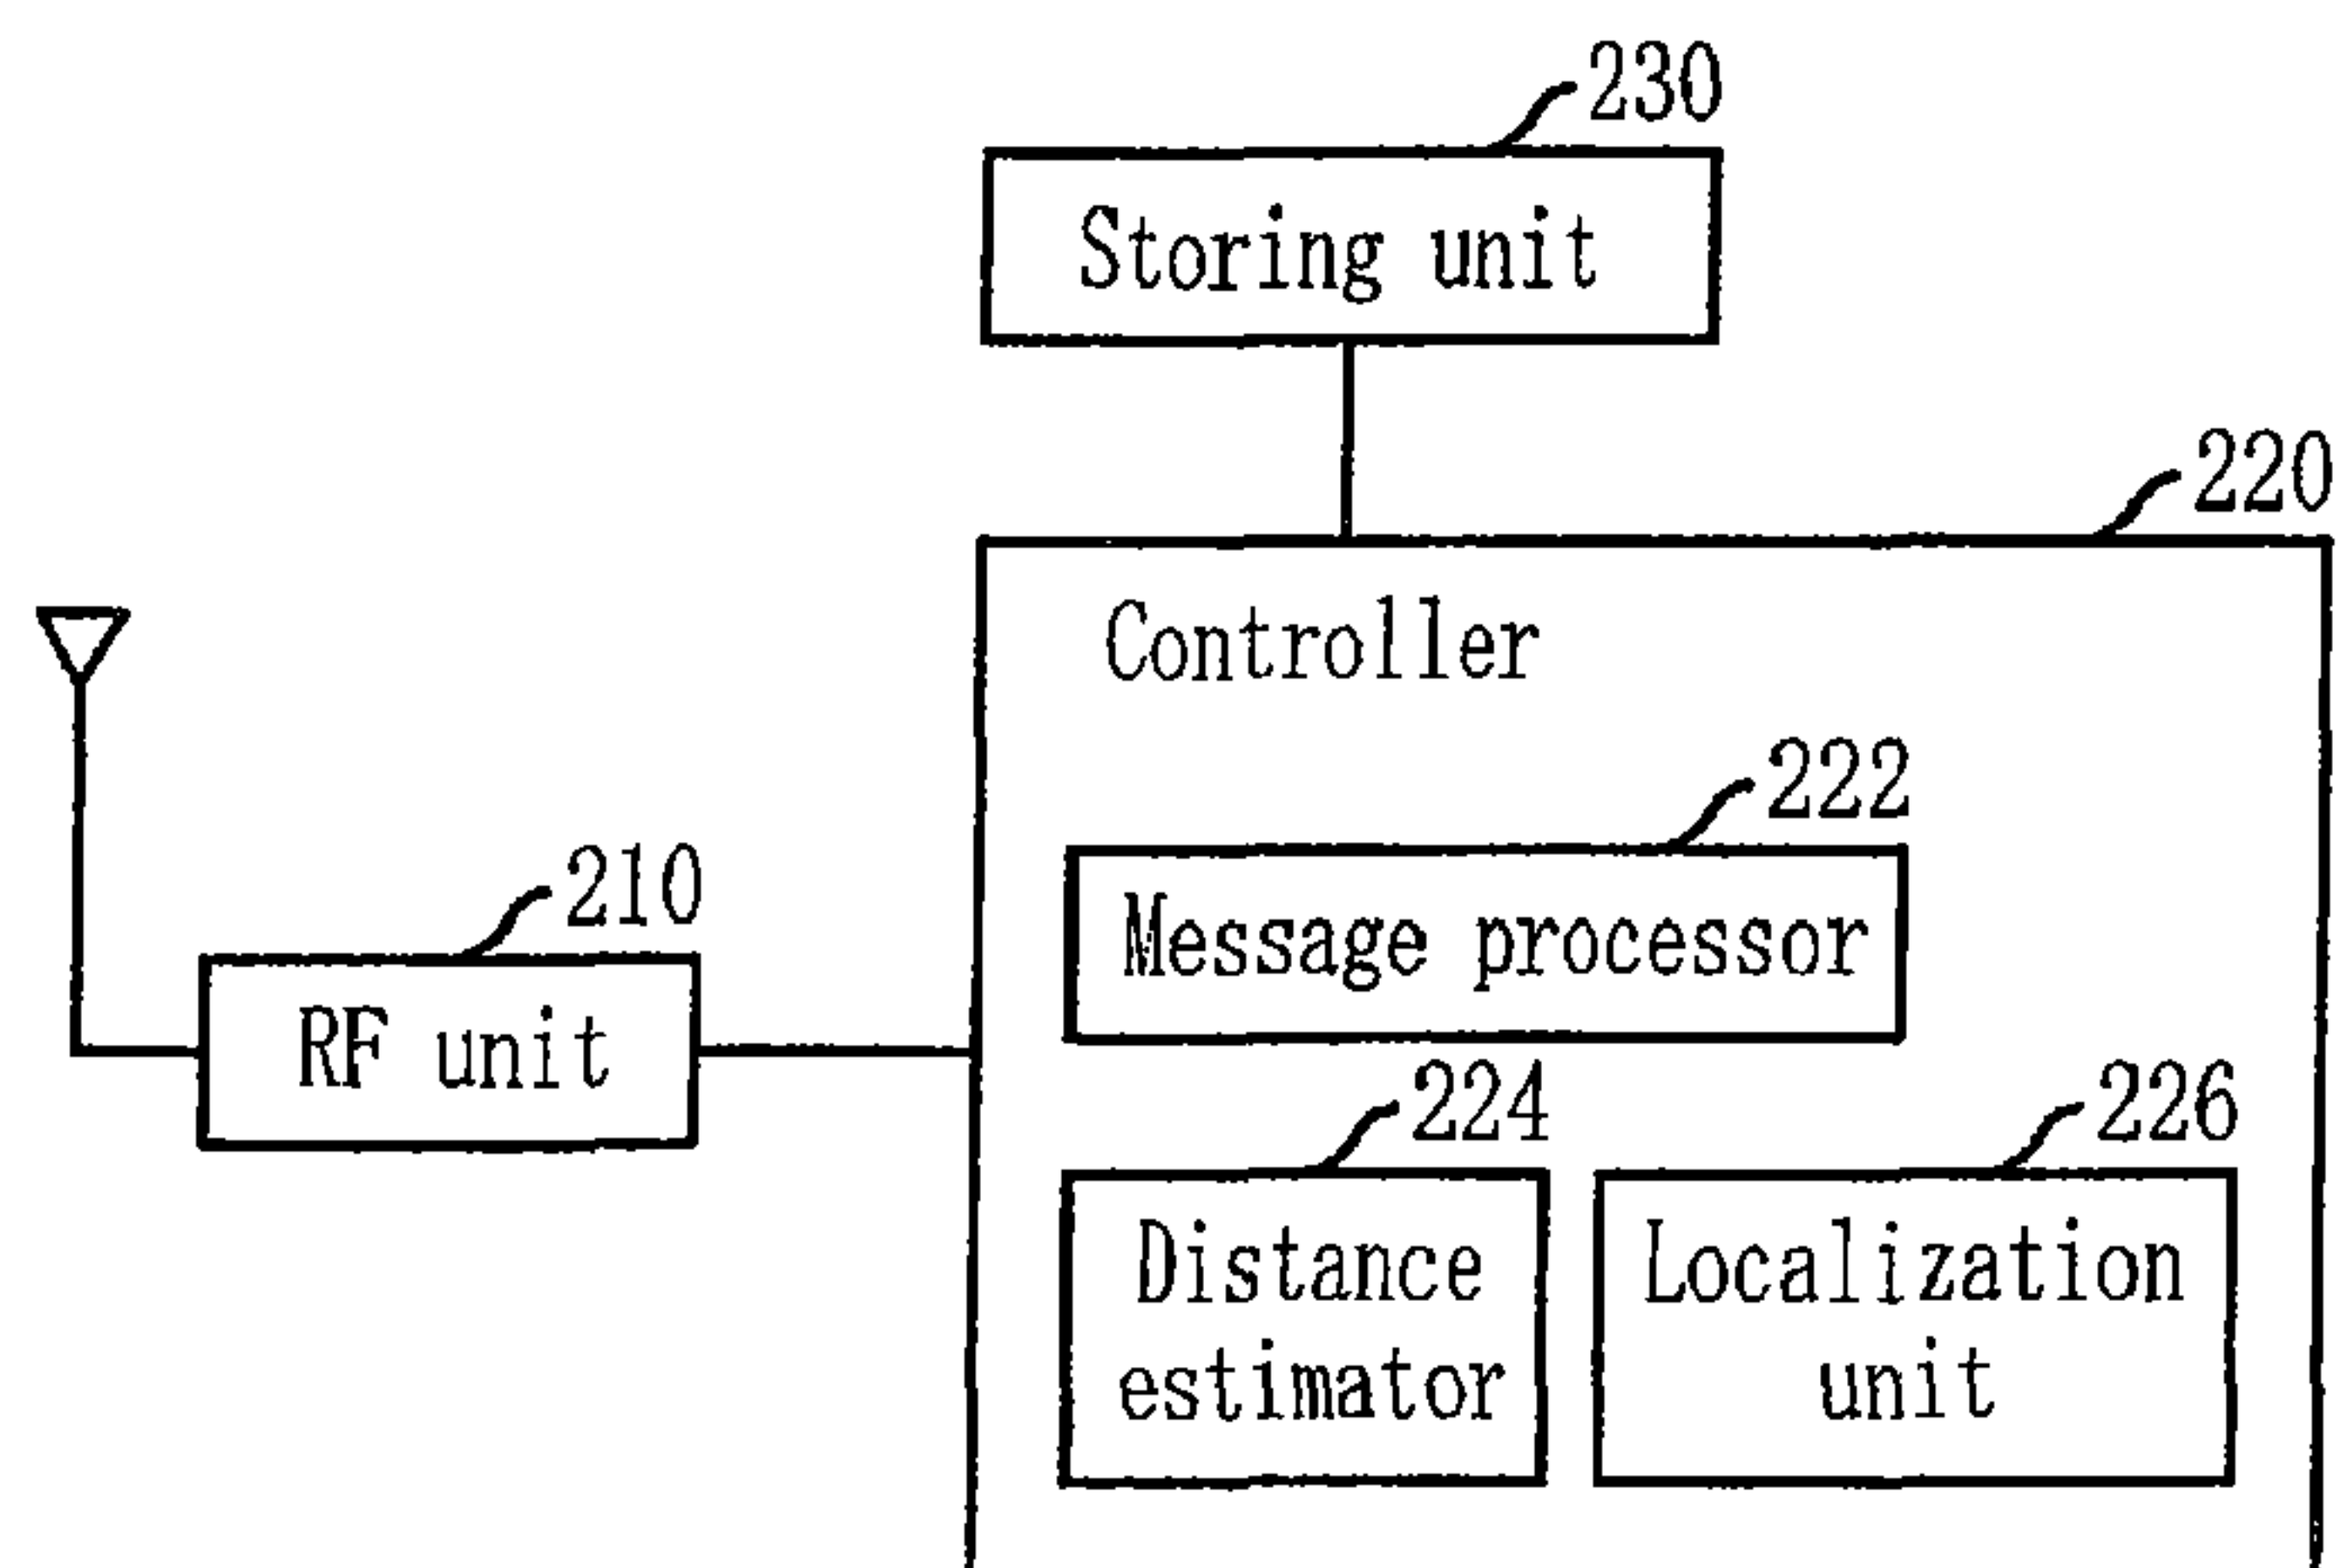 230
Storing unit
220
Controller
222
Message processor
210
RF unit
224
226
Distance
estimator
Localization
unit